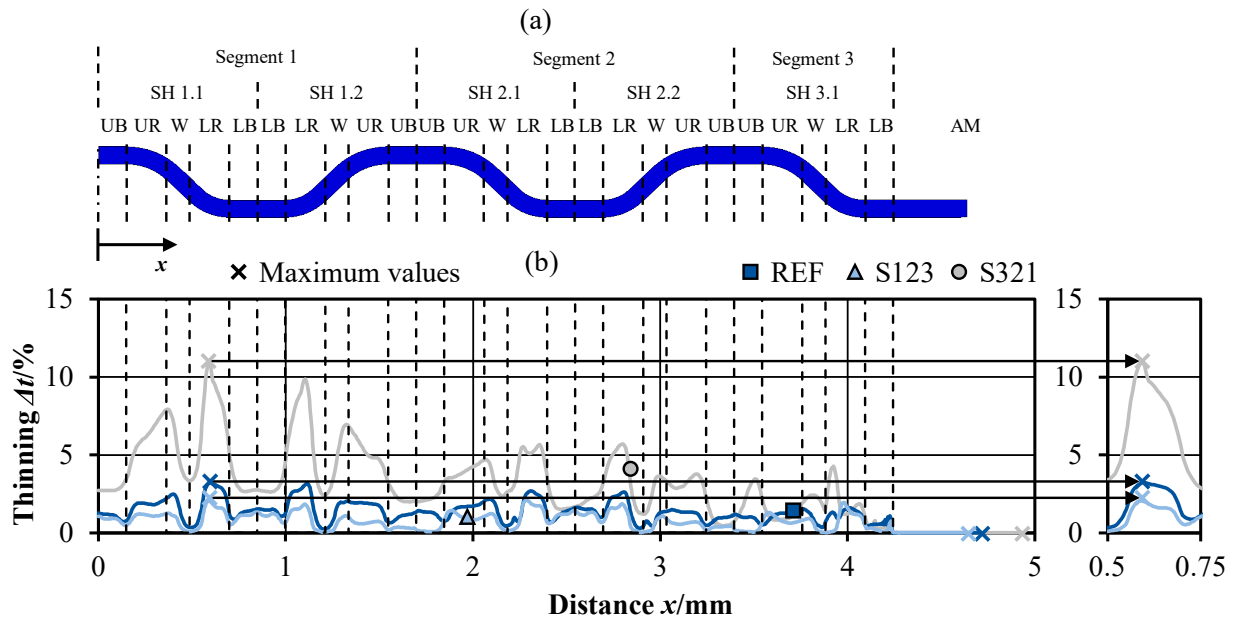 (a)
Segment 1 Segment 2 Segment 3
SH 1.1 SH 1.2 SH 2.1 SH 2.2 SH 3.1
UB UR W LR LB LB LR W UR UB UB UR W LR LB LB LR W UR UB UB UR W LR LB AM
x
(b)
× Maximum values REF S123 S321
Thinning Δt/%
15
10
5
0
0 1 2 3 4 5
15
10
5
0
0.5 0.75
Distance x/mm